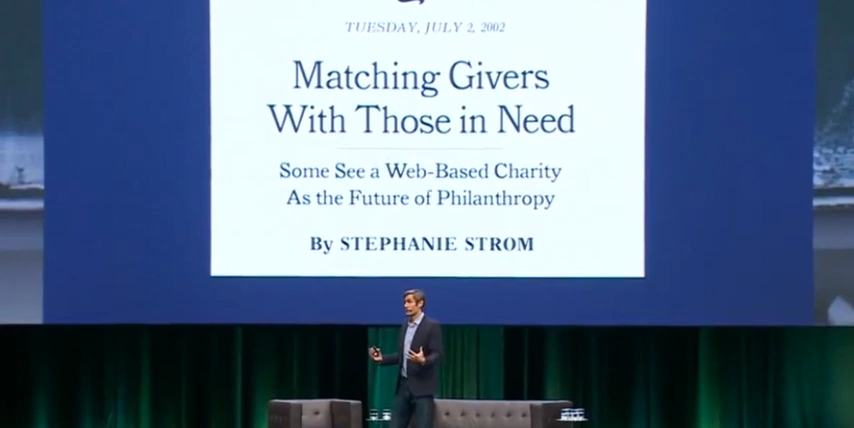 TUESDAY, JULY 2, 2002
Matching Givers
With Those in Need
Some See a Web-Based Charity
As the Future of Philanthropy
By STEPHANIE STROM